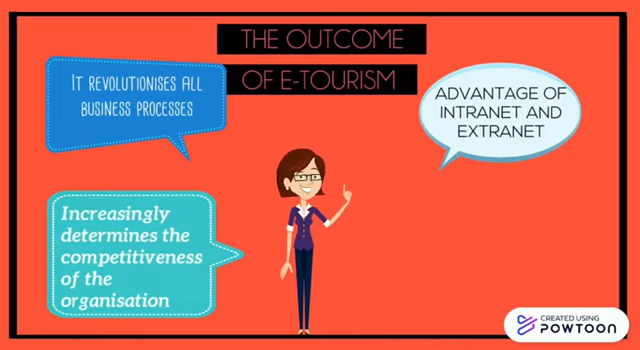 THE OUTCOME
OF E-TOURISM
IT REVOLUTIONISES ALL
BUSINESS PROCESSES
ADVANTAGE OF
INTRANET AND
EXTRANET
Increasingly
determines the
competitiveness
of the
organisation
CREATED USING
POWTOON